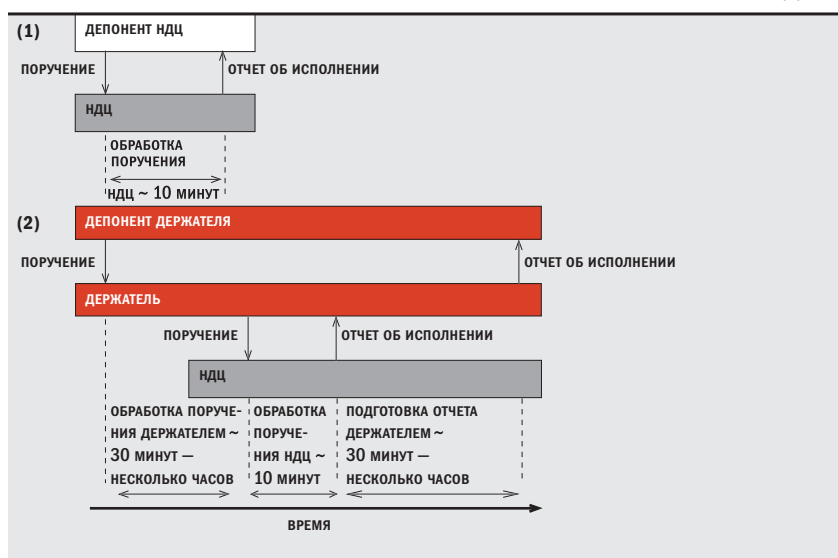 (1)
ДЕПОНЕНТ НДЦ
ПОРУЧЕНИЕ
ОТЧЕТ ОБ ИСПОЛНЕНИИ
НДЦ
ОБРАБОТКА
ПОРУЧЕНИЯ
НДЦ ~ 10 МИНУТ
(2)
ДЕПОНЕНТ ДЕРЖАТЕЛЯ
ПОРУЧЕНИЕ
ОТЧЕТ ОБ ИСПОЛНЕНИИ
ДЕРЖАТЕЛЬ
ПОРУЧЕНИЕ
ОТЧЕТ ОБ ИСПОЛНЕНИИ
НДЦ
ОБРАБОТКА ПОРУЧЕ-
НИЯ ДЕРЖАТЕЛЕМ ~
30 МИНУТ —
НЕСКОЛЬКО ЧАСОВ
ОБРАБОТКА
ПОРУЧЕ-
НИЯ НДЦ ~
10 МИНУТ
ПОДГОТОВКА ОТЧЕТА
ДЕРЖАТЕЛЕМ ~
30 МИНУТ —
НЕСКОЛЬКО ЧАСОВ
ВРЕМЯ